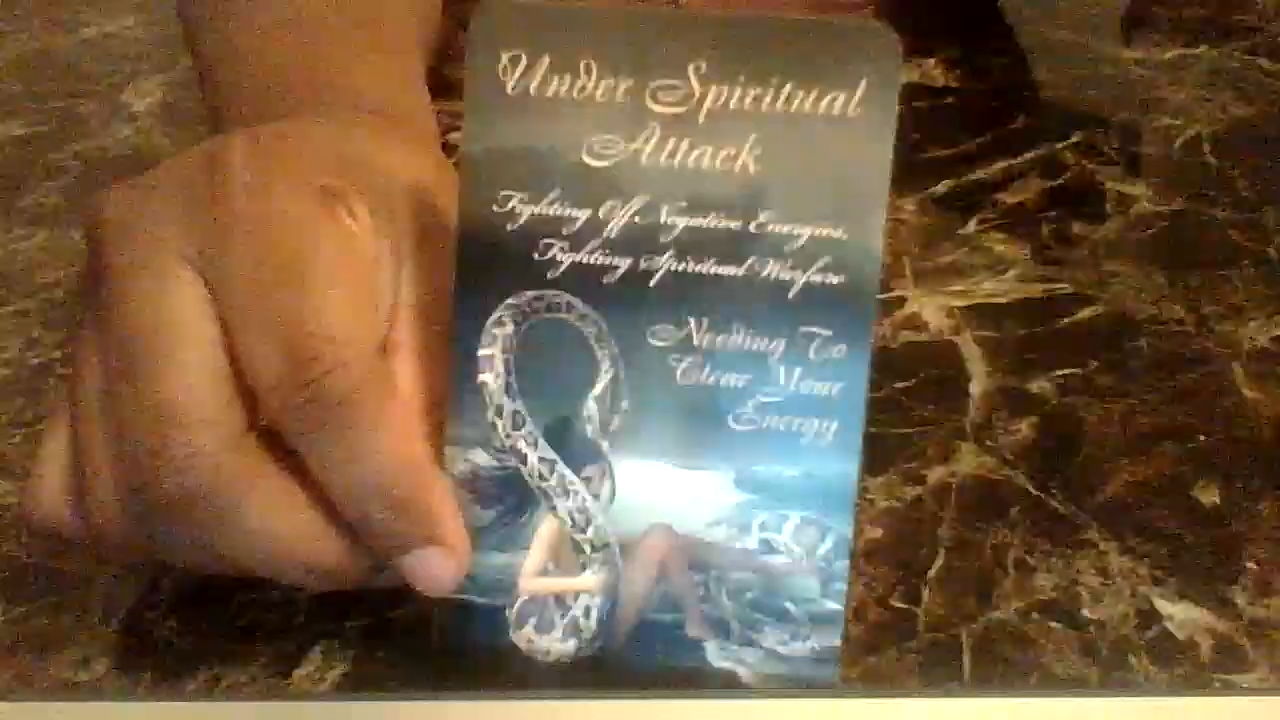 Under Spiritual
Attack
Fighting Off Negative Energies,
Fighting Spiritual Warfare
Needing To
Clear Your
Energy